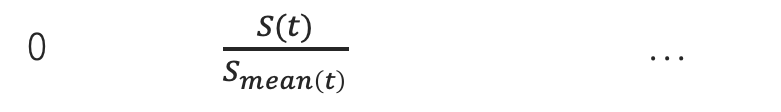 0 S(t) / S_mean(t) ...